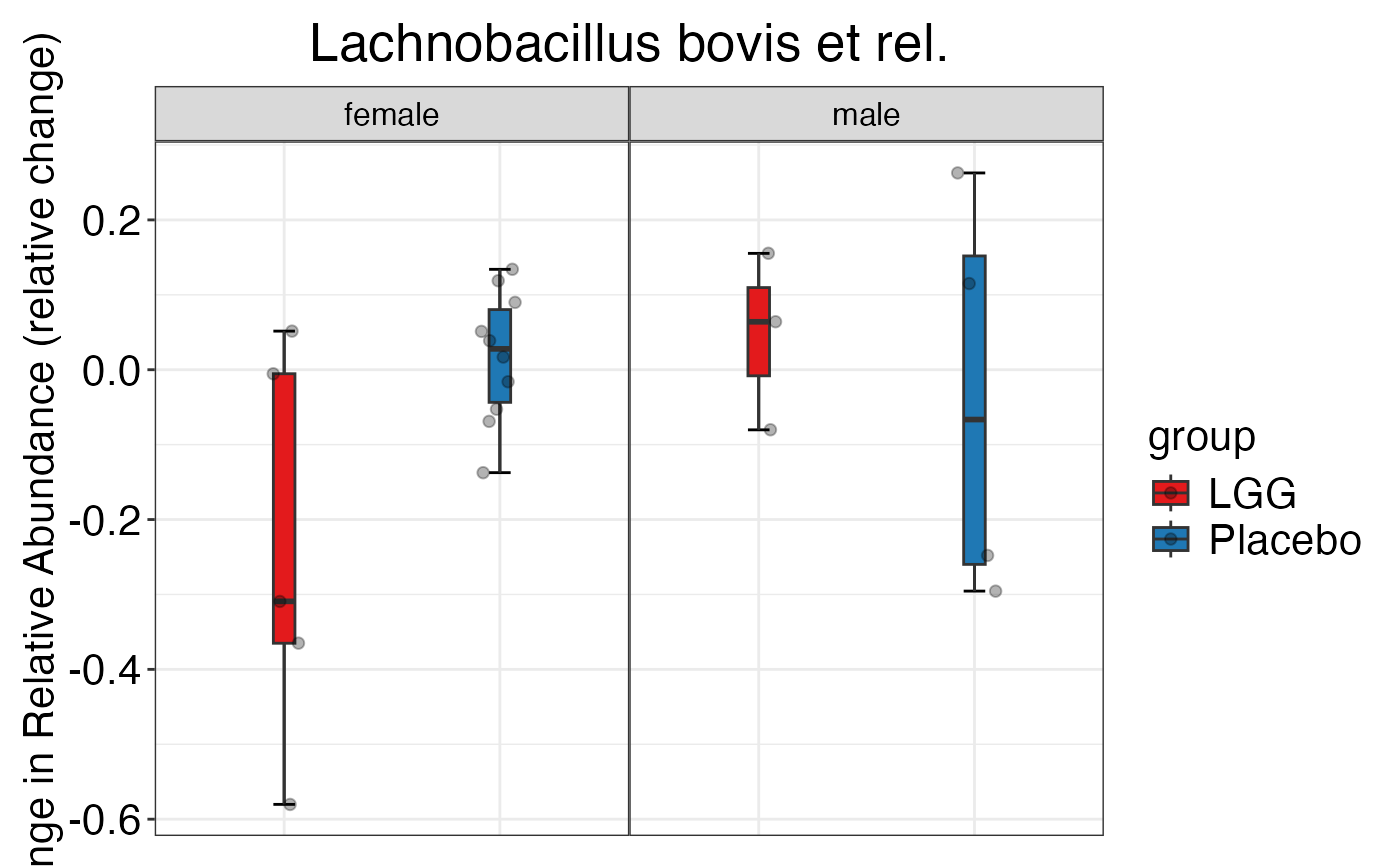 Lachnobacillus bovis et rel.
female
male
nge in Relative Abundance (relative change)
0.2
0.0
-0.2
-0.4
-0.6
group
LGG
Placebo